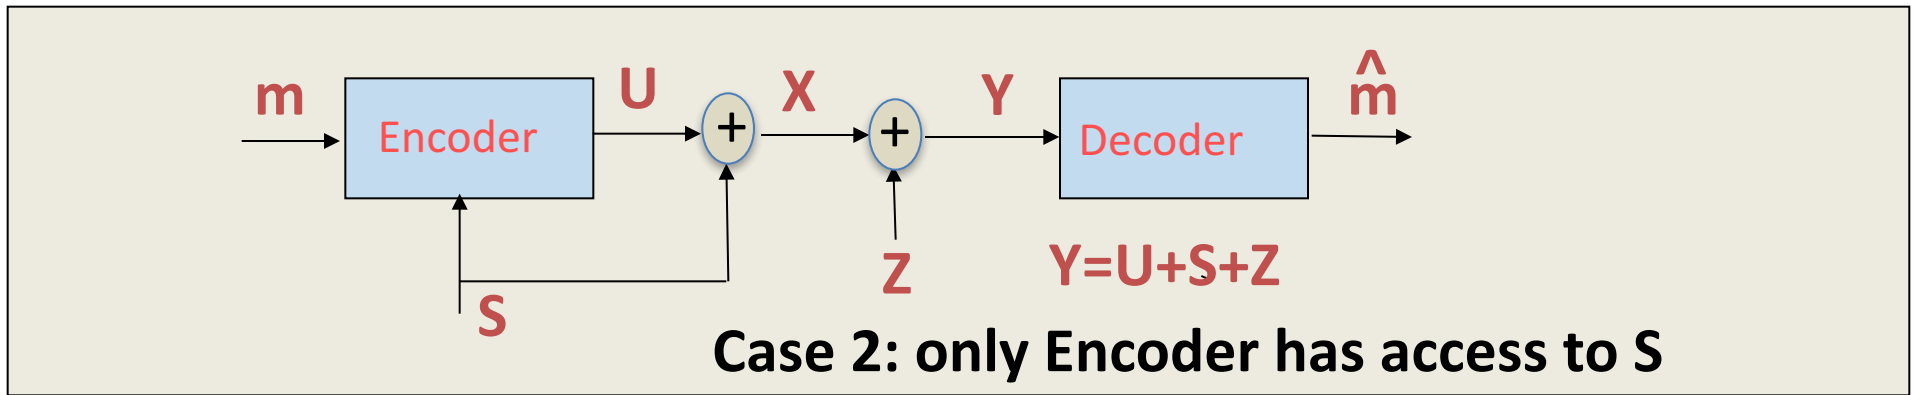 m
Encoder
U
+
X
+
Y
Decoder
m̂
S
Z
Y=U+S+Z
Case 2: only Encoder has access to S